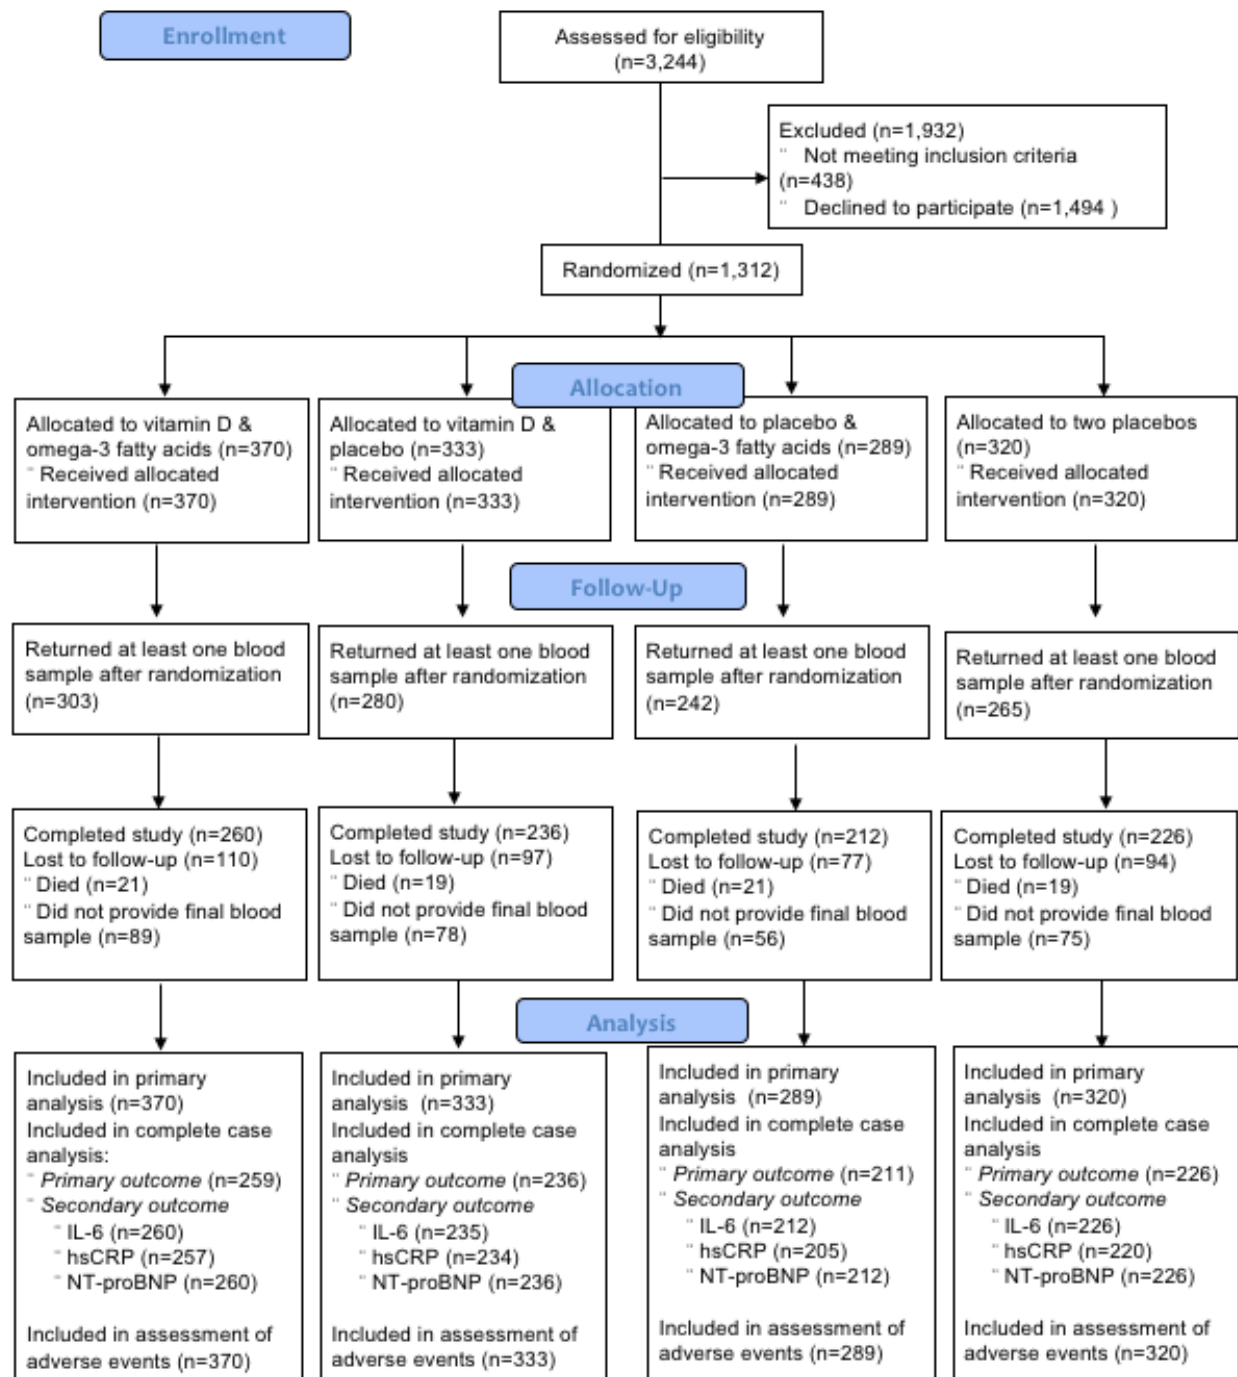 Enrollment
Assessed for eligibility
(n=3,244)
Excluded (n=1,932)
¨ Not meeting inclusion criteria
(n=438)
¨ Declined to participate (n=1,494 )
Randomized (n=1,312)
Allocation
Allocated to vitamin D &
omega-3 fatty acids (n=370)
¨ Received allocated
intervention (n=370)
Allocated to vitamin D &
placebo (n=333)
¨ Received allocated
intervention (n=333)
Allocated to placebo &
omega-3 fatty acids (n=289)
¨ Received allocated
intervention (n=289)
Allocated to two placebos
(n=320)
¨ Received allocated
intervention (n=320)
Follow-Up
Returned at least one blood
sample after randomization
(n=303)
Returned at least one blood
sample after randomization
(n=280)
Returned at least one blood
sample after randomization
(n=242)
Returned at least one blood
sample after randomization
(n=265)
Completed study (n=260)
Lost to follow-up (n=110)
¨ Died (n=21)
¨ Did not provide final blood
sample (n=89)
Completed study (n=236)
Lost to follow-up (n=97)
¨ Died (n=19)
¨ Did not provide final blood
sample (n=78)
Completed study (n=212)
Lost to follow-up (n=77)
¨ Died (n=21)
¨ Did not provide final blood
sample (n=56)
Completed study (n=226)
Lost to follow-up (n=94)
¨ Died (n=19)
¨ Did not provide final blood
sample (n=75)
Analysis
Included in primary
analysis (n=370)
Included in complete case
analysis:
¨ Primary outcome (n=259)
¨ Secondary outcome
¨ IL-6 (n=260)
¨ hsCRP (n=257)
¨ NT-proBNP (n=260)
Included in assessment of
adverse events (n=370)
Included in primary
analysis (n=333)
Included in complete case
analysis
¨ Primary outcome (n=236)
¨ Secondary outcome
¨ IL-6 (n=235)
¨ hsCRP (n=234)
¨ NT-proBNP (n=236)
Included in assessment of
adverse events (n=333)
Included in primary
analysis (n=289)
Included in complete case
analysis
¨ Primary outcome (n=211)
¨ Secondary outcome
¨ IL-6 (n=212)
¨ hsCRP (n=205)
¨ NT-proBNP (n=212)
Included in assessment of
adverse events (n=289)
Included in primary
analysis (n=320)
Included in complete case
analysis
¨ Primary outcome (n=226)
¨ Secondary outcome
¨ IL-6 (n=226)
¨ hsCRP (n=220)
¨ NT-proBNP (n=226)
Included in assessment of
adverse events (n=320)